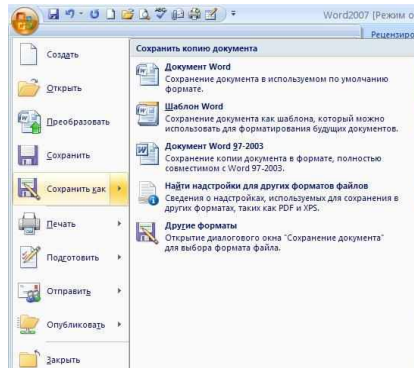 Word2007 [Режим о
Рецензиро
Создать
Открыть
Преобразовать
Сохранить
Сохранить как
Печать
Подготовить
Отправить
Опубликовать
Закрыть
Сохранить копию документа
Документ Word
Сохранение документа в используемом по умолчанию
формате.
Шаблон Word
Сохранение документа как шаблона, который можно
использовать для форматирования будущих документов.
Документ Word 97-2003
Сохранение копии документа в формате, полностью
совместимом с Word 97-2003.
Найти надстройки для других форматов файлов
Сведения о надстройках, используемых для сохранения в
других форматах, таких как PDF и XPS.
Другие форматы
Открытие диалогового окна "Сохранение документа"
для выбора формата файла.